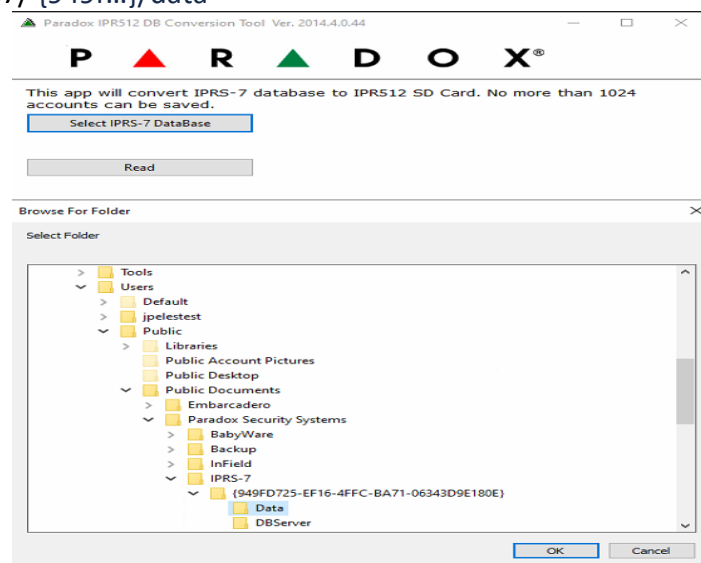 Paradox IPR512 DB Conversion Tool Ver. 2014.4.0.44
PARADOX®
This app will convert IPRS-7 database to IPR512 SD Card. No more than 1024
accounts can be saved.
Select IPRS-7 DataBase
Read
Browse For Folder
Select Folder
Tools
Users
Default
jpelestest
Public
Libraries
Public Account Pictures
Public Desktop
Public Documents
Embarcadero
Paradox Security Systems
BabyWare
Backup
InField
IPRS-7
{949FD725-EF16-4FFC-BA71-06343D9E180E}
Data
DBServer
OK Cancel